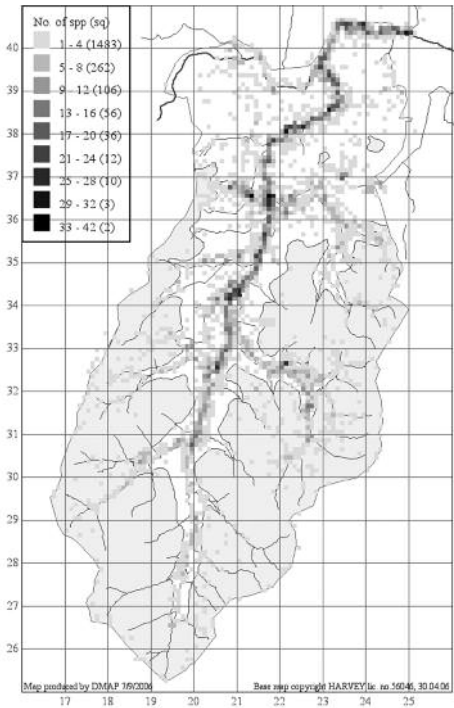 No. of spp (sq)
1 - 4 (1483)
5 - 8 (262)
9 - 12 (106)
13 - 16 (56)
17 - 20 (36)
21 - 24 (12)
25 - 28 (10)
29 - 32 (3)
33 - 42 (2)
40
39
38
37
36
35
34
33
32
31
30
29
28
27
26
Map produced by DMAP 7/9/2006 Base map copyright HARVEY lic no.56046, 30.04.06
17 18 19 20 21 22 23 24 25